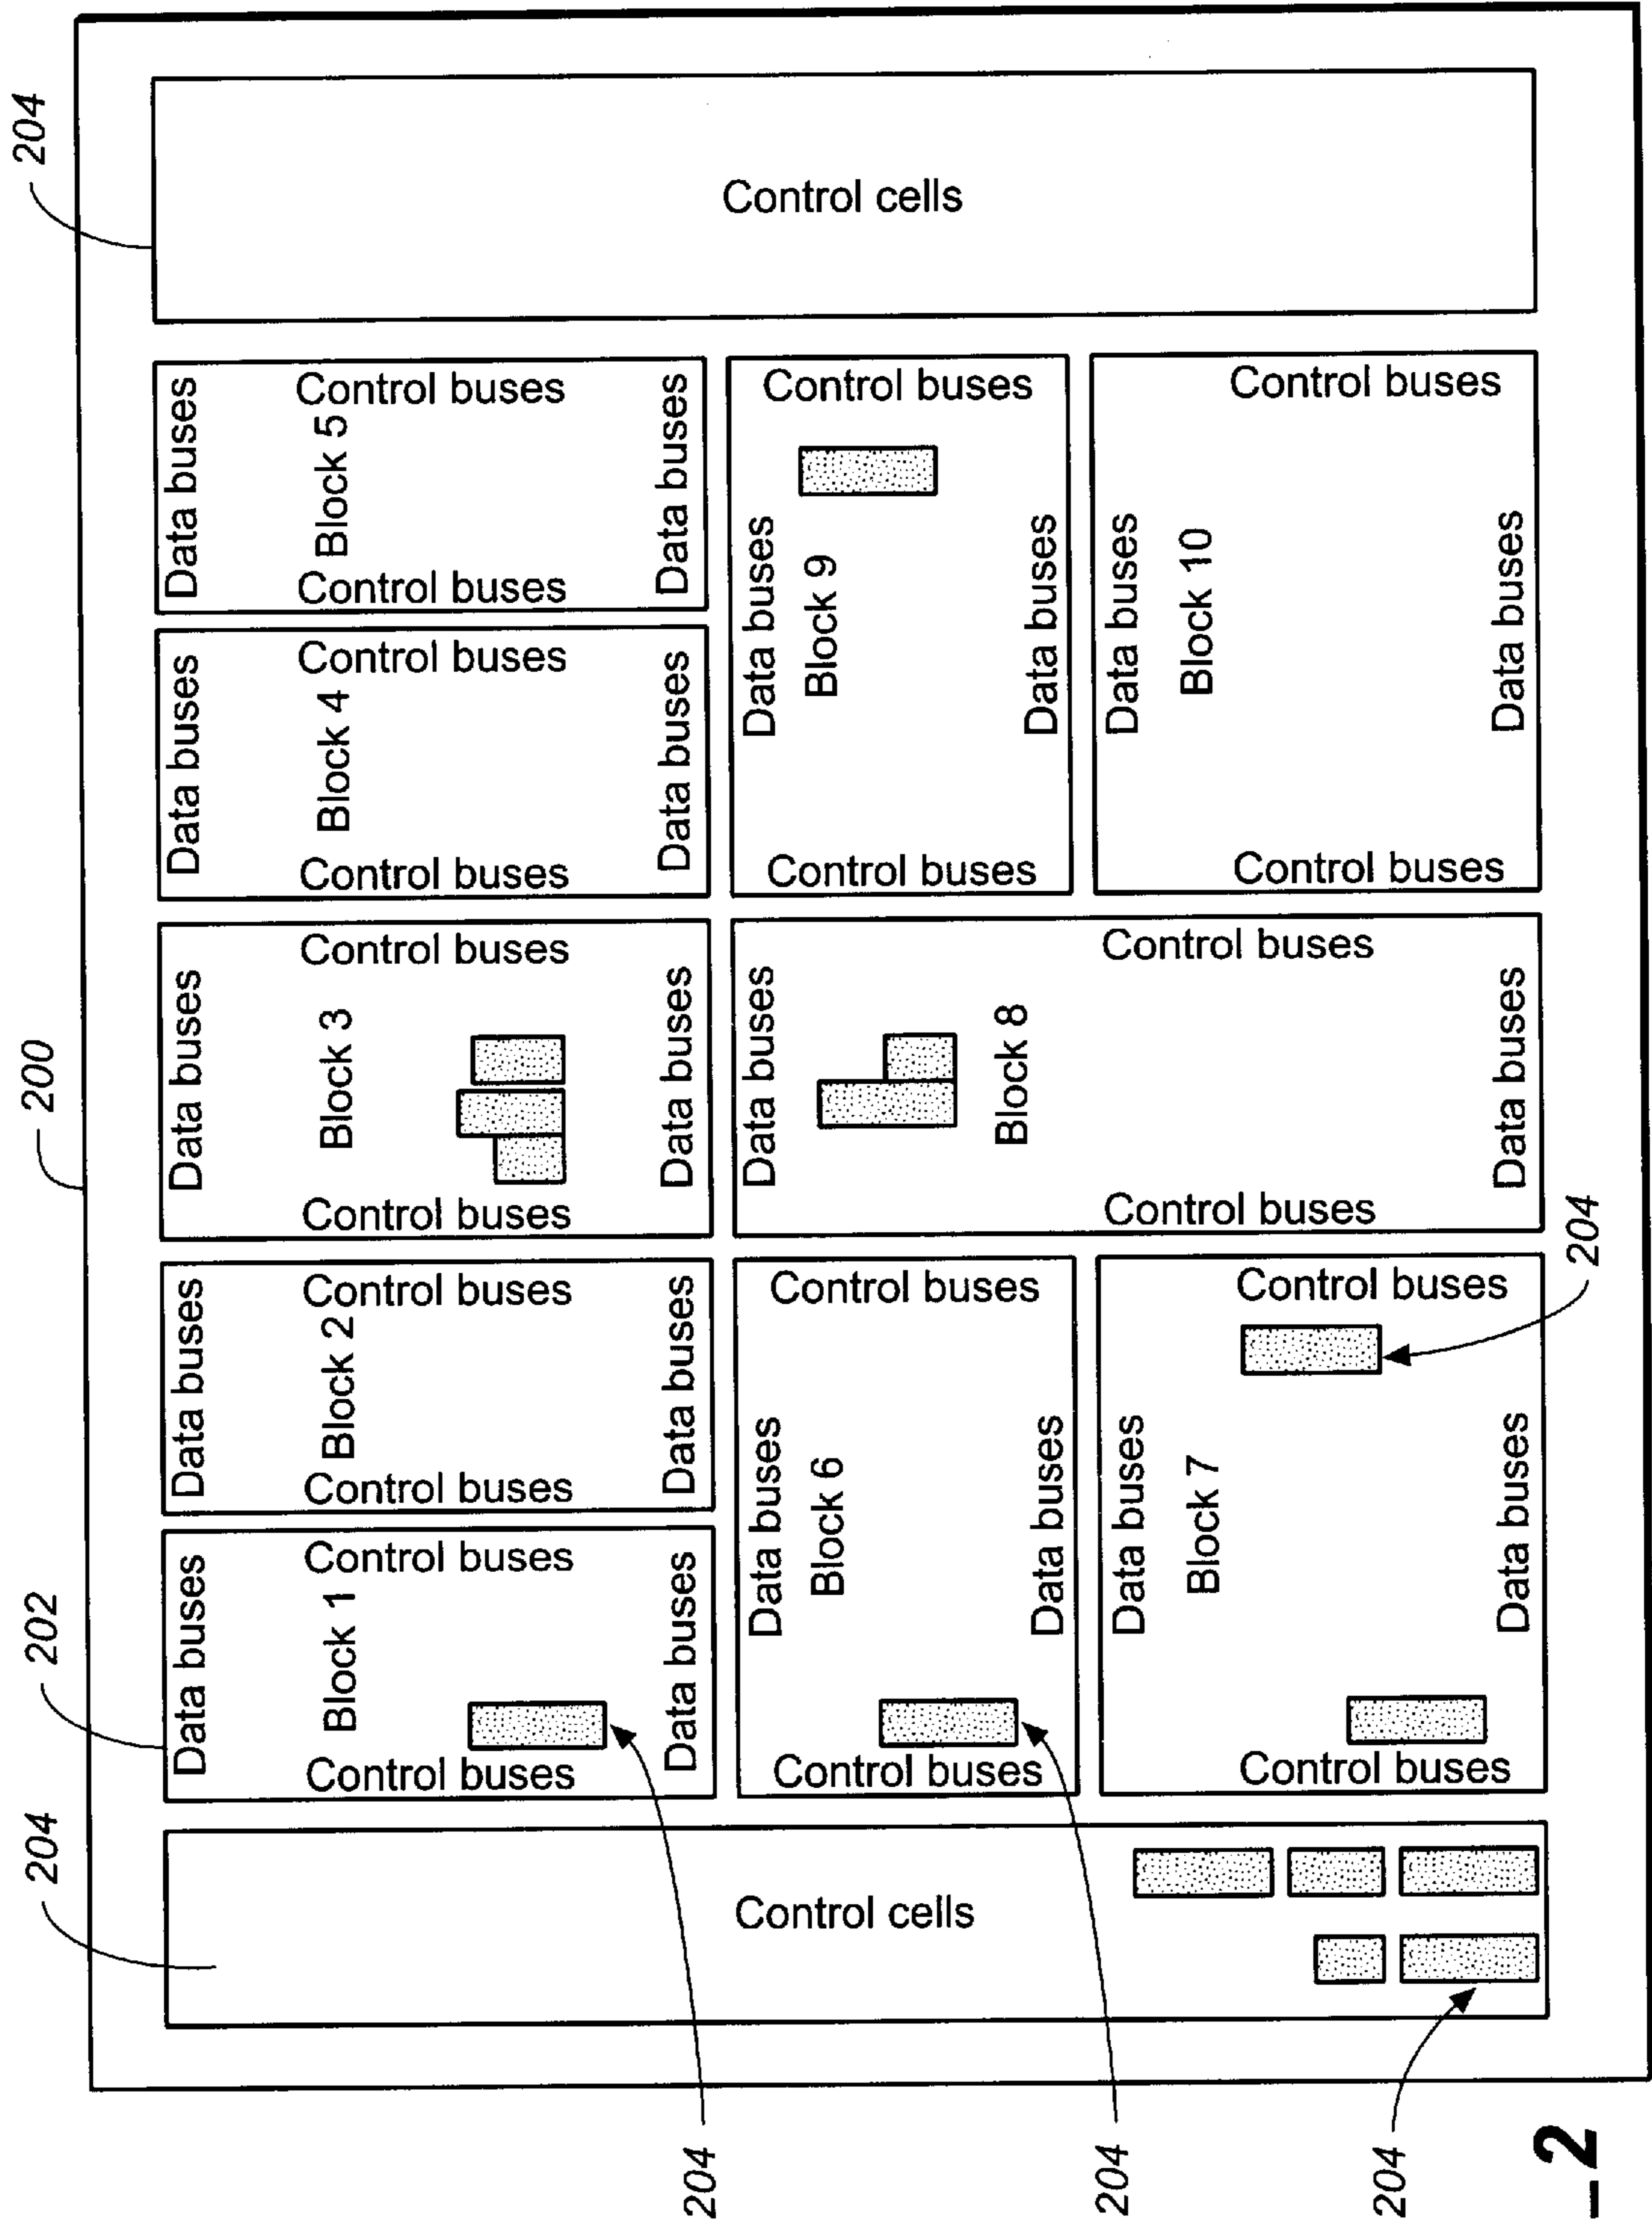 204
202
200
204
Control cells
Data buses
Control buses
Block 1
Control buses
Data buses
Data buses
Control buses
Block 2
Control buses
Data buses
Data buses
Control buses
Block 3
Control buses
Data buses
Data buses
Control buses
Block 4
Control buses
Data buses
Data buses
Control buses
Block 5
Control buses
Data buses
204
Data buses
Control buses
Block 6
Control buses
Data buses
204
Data buses
Control buses
Block 7
Control buses
Data buses
204
Data buses
Control buses
Block 8
Control buses
Data buses
Data buses
Control buses
Block 9
Control buses
Data buses
Data buses
Control buses
Block 10
Control buses
Data buses
Control cells
204
_2